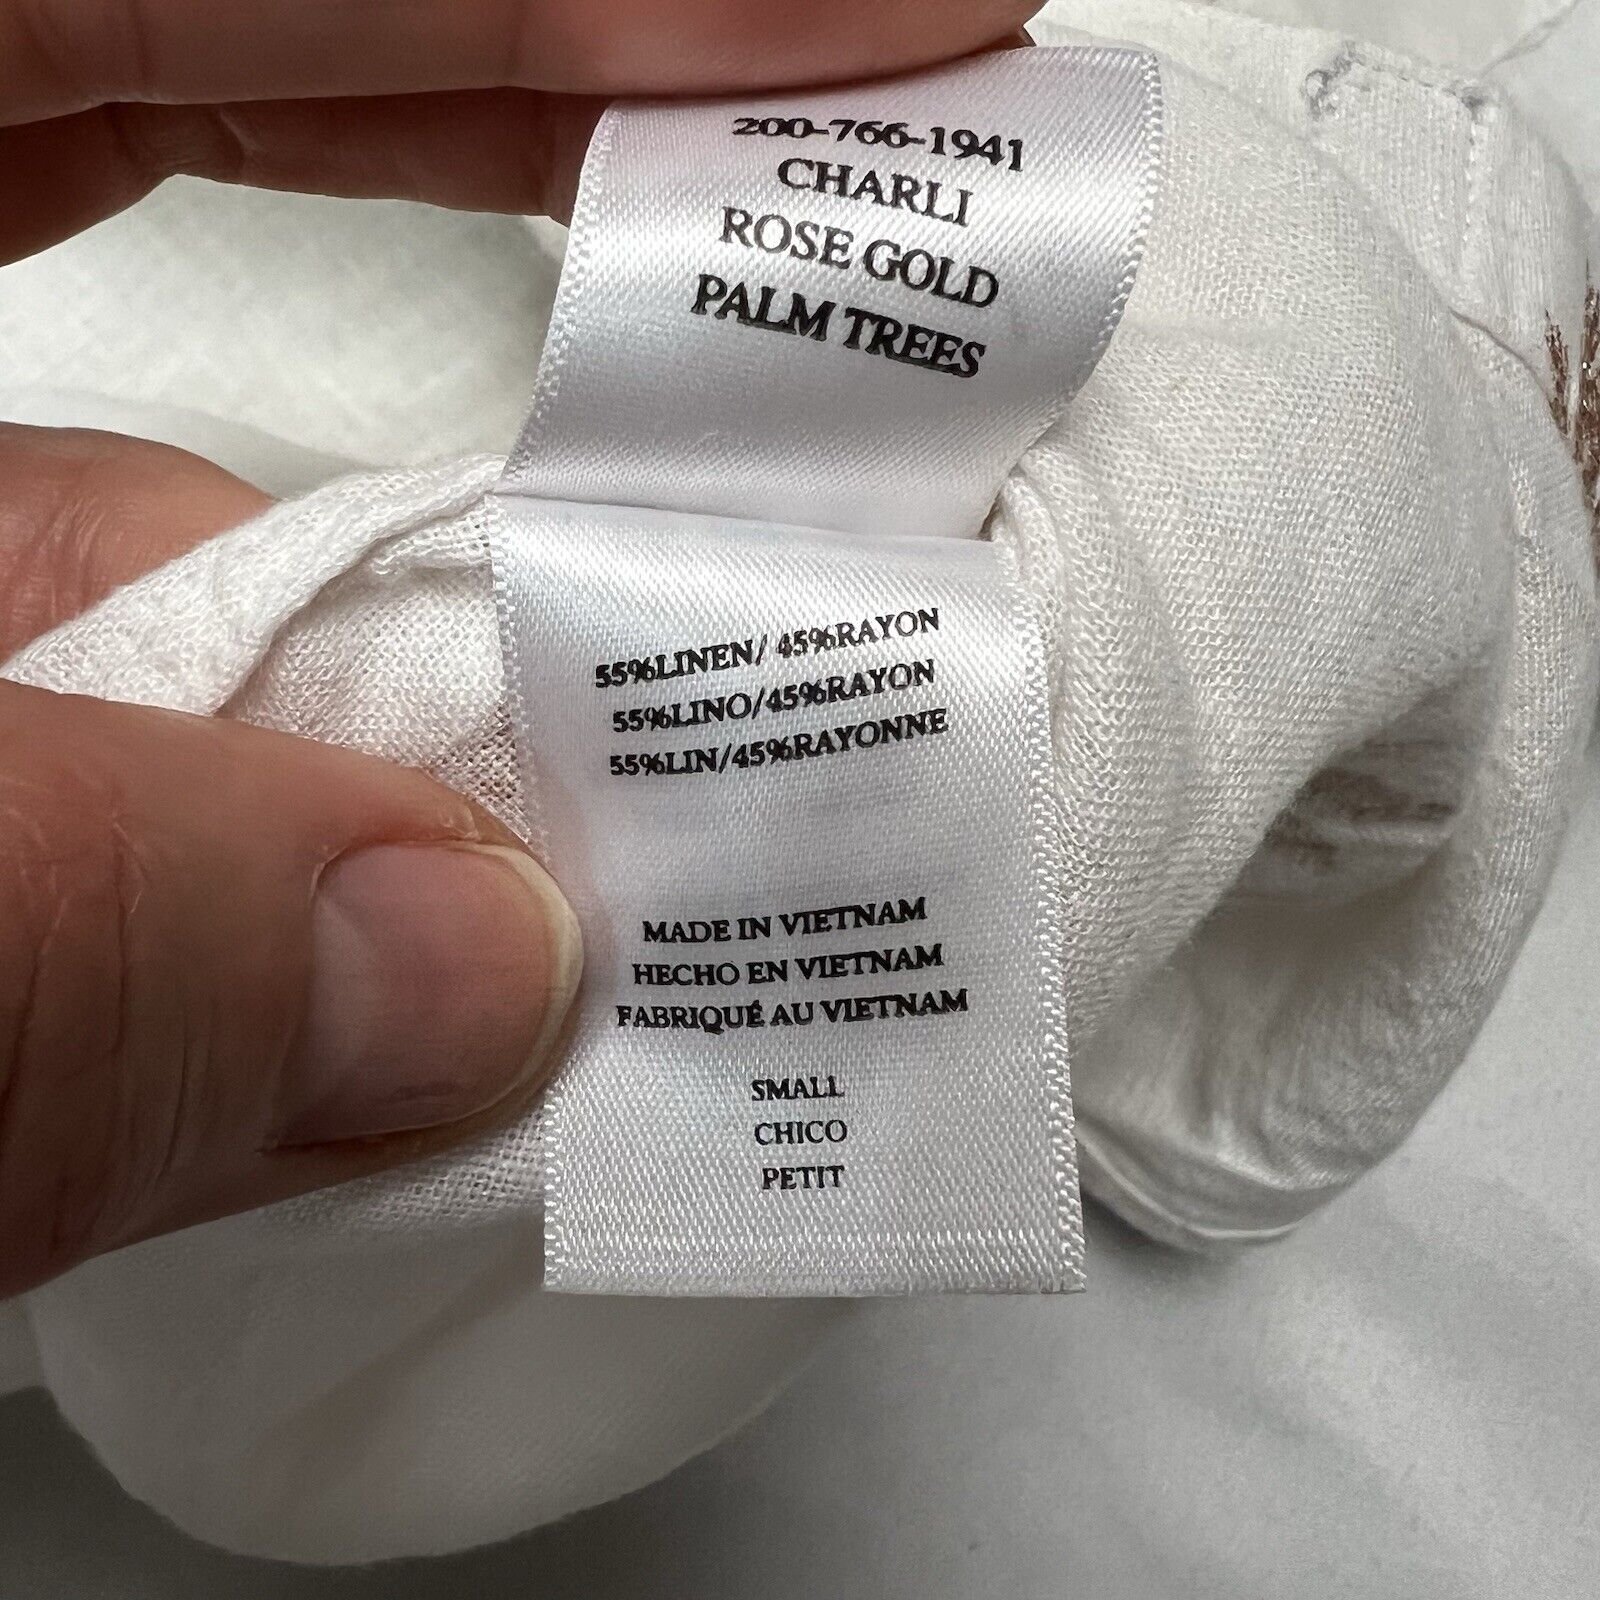 200-766-1941
CHARLI
ROSE GOLD
PALM TREES
55%LINEN/ 45%RAYON
55%LINO/45%RAYON
55%LIN/45%RAYONNE
MADE IN VIETNAM
HECHO EN VIETNAM
FABRIQUÉ AU VIETNAM
SMALL
CHICO
PETIT